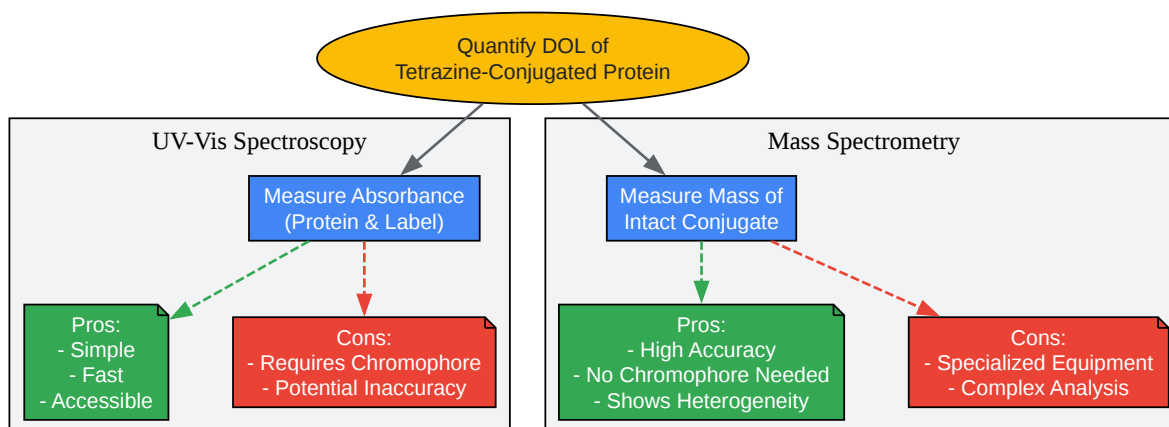 Quantify DOL of
Tetrazine-Conjugated Protein
UV-Vis Spectroscopy
Measure Absorbance
(Protein & Label)
Pros:
- Simple
- Fast
- Accessible
Cons:
- Requires Chromophore
- Potential Inaccuracy
Mass Spectrometry
Measure Mass of
Intact Conjugate
Pros:
- High Accuracy
- No Chromophore Needed
- Shows Heterogeneity
Cons:
- Specialized Equipment
- Complex Analysis